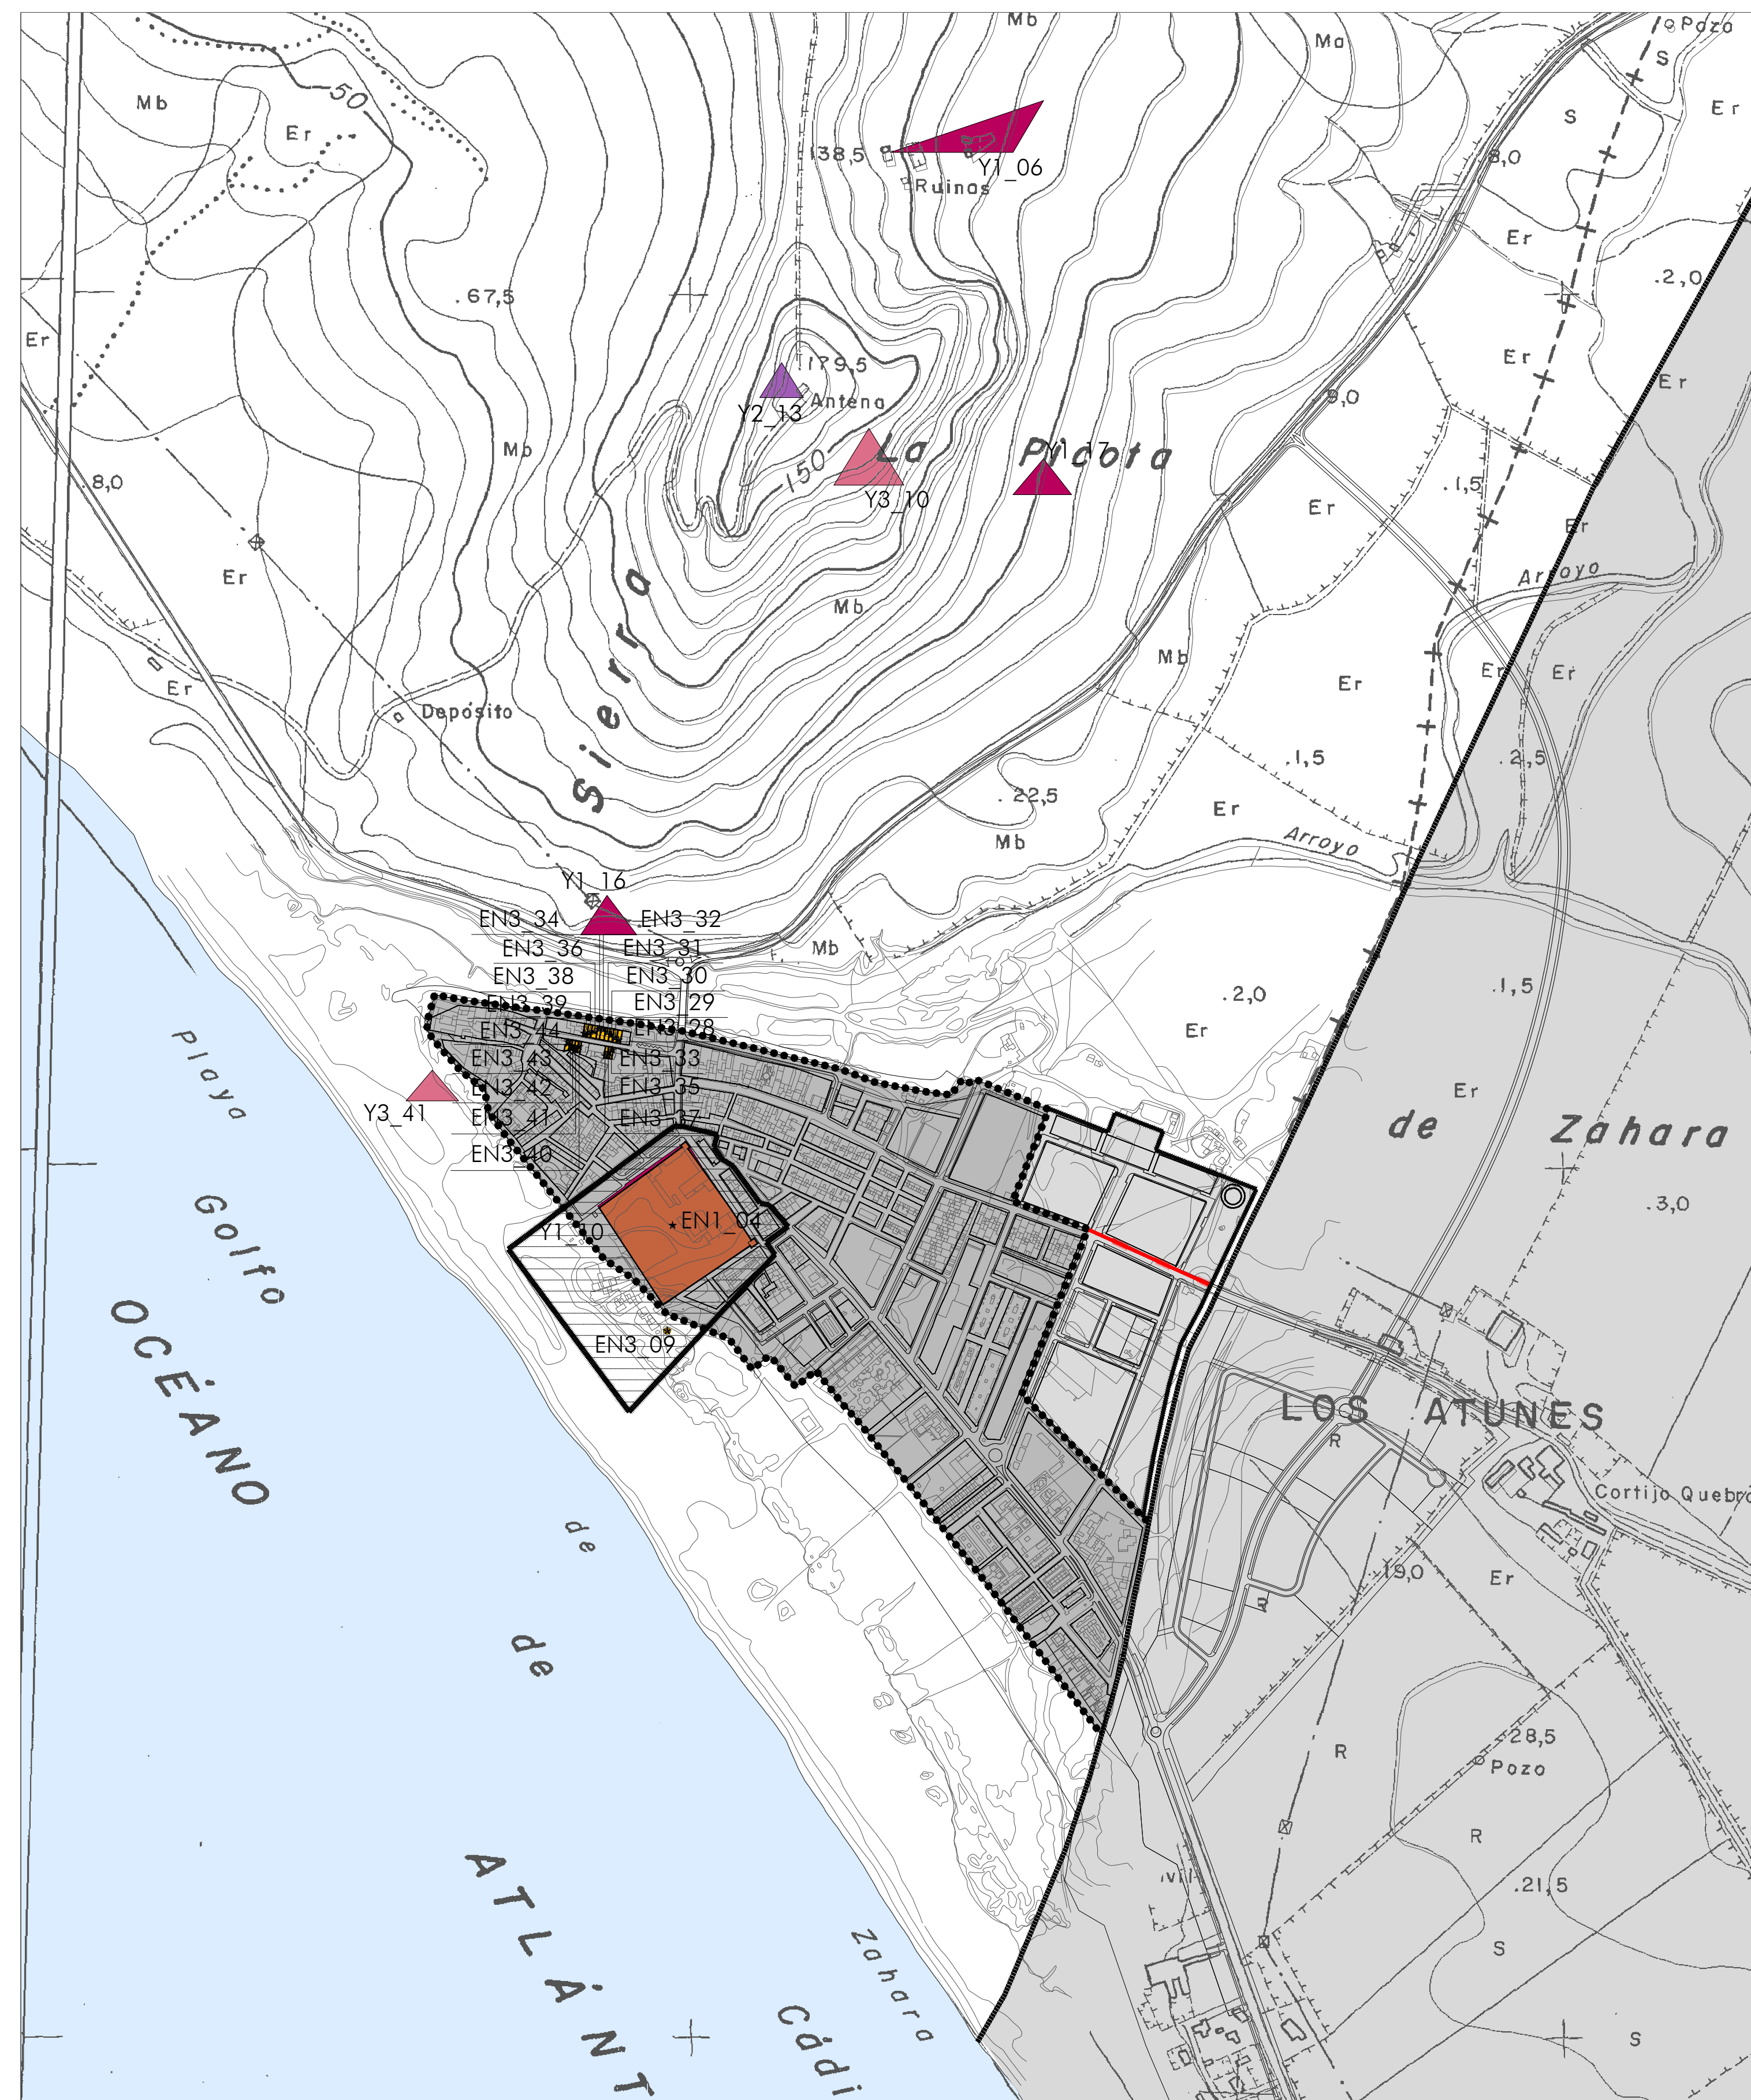 Mb
Pozo
Ma
S
50
Mb
Er
Er
S
138,5
Y1_06
8,0
Ruinas
Er
.2,0
.67,5
Er
179,5
Er
Er
Antena
Y2_13
9,0
Mb
La Picota
Y1_17
150
Y3_10
.1,5
.8,0
Er
Er
Er
Arroyo
Mb
Sierra
Er
Mb
Er
Er
Er
Er
Depósito
.1,5
.2,5
.22,5
Er
Mb
Arroyo
Y1_16
EN3_34
EN3_32
EN3_36
EN3_31
Mb
EN3_38
EN3_30
EN3_39
EN3_29
.2,0
.1,5
EN3_44
EN3_28
Er
EN3_43
EN3_33
EN3_42
EN3_35
Er
Y3_41
EN3_41
EN3_37
de Zahara
EN3_40
.3,0
Playa
Golfo
Y1_10
EN1_04
EN3_09
LOS ATUNES
R
Cortijo
OCÉANO
de
19,0
Er
de
28,5
Pozo
R
R
.21,5
S
ATLÁNT
Zahara
S
Cádi